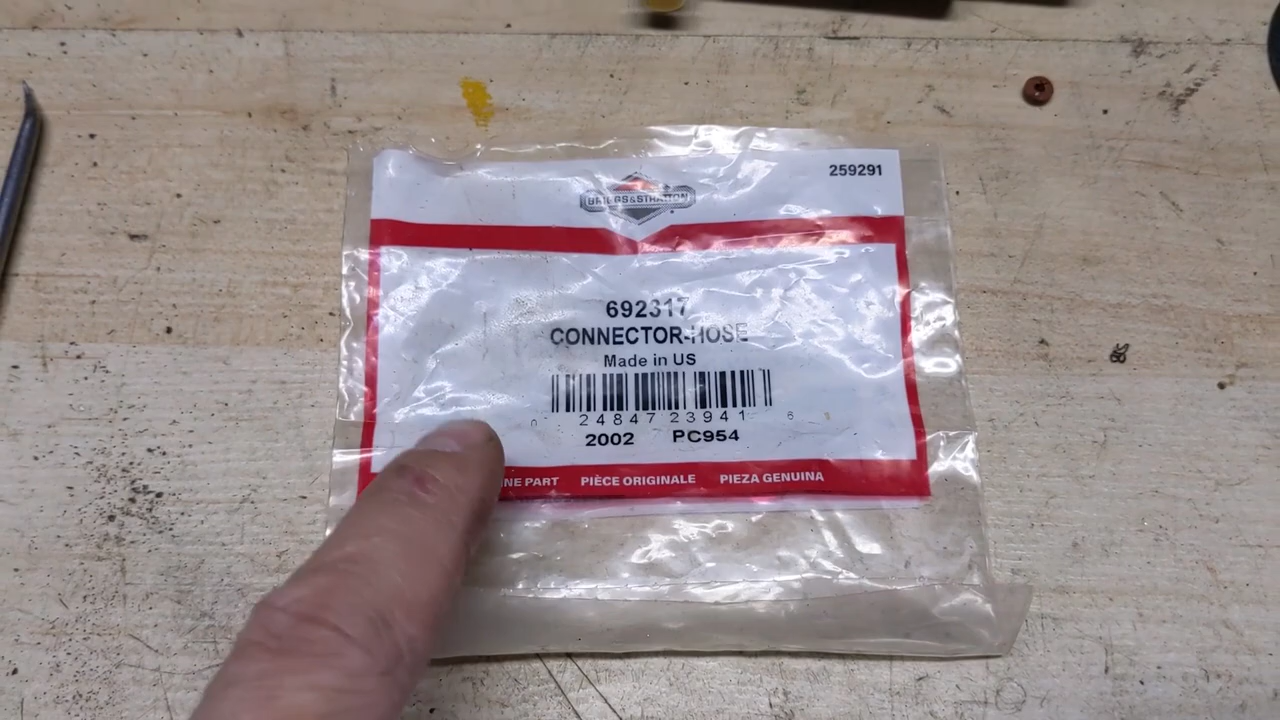 259291
BRIGGS&STRATTON
692317
CONNECTOR-HOSE
Made in US
0 24847 23941 6
2002 PC954
PART PIÈCE ORIGINALE PIEZA GENUINA